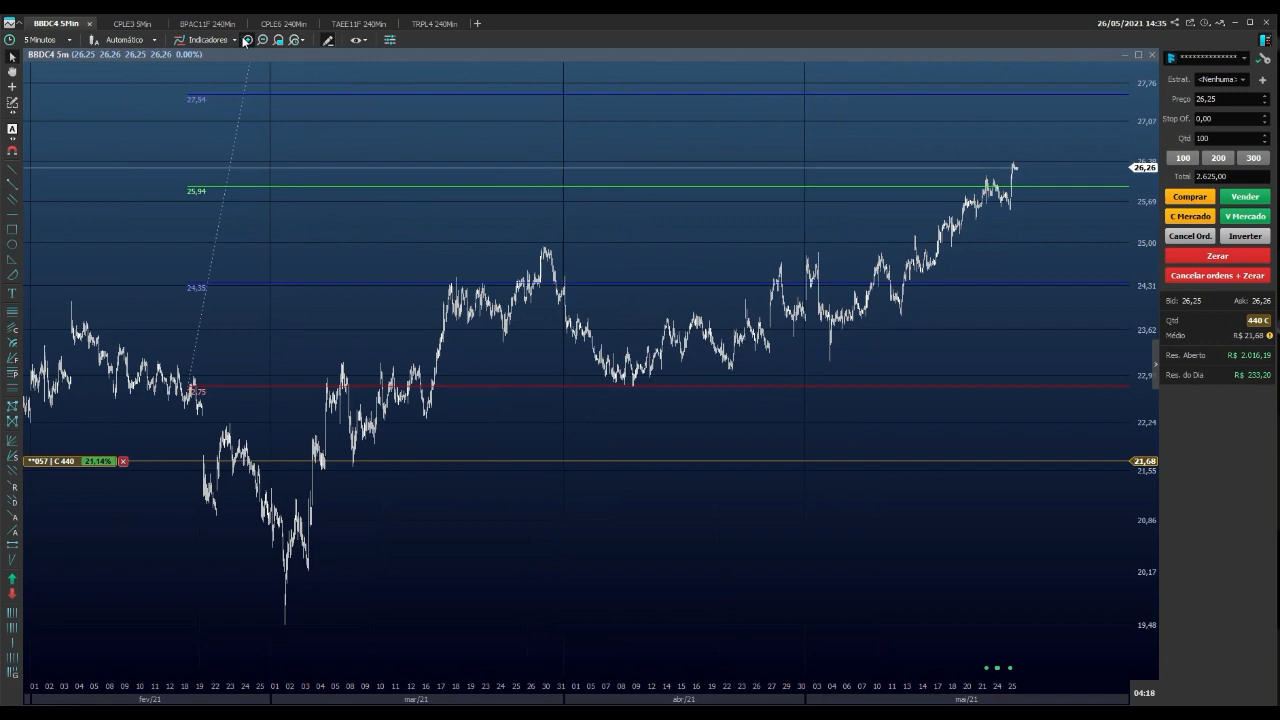 BBDC4 5Min
CPLE3 5Min
BPAC11F 240Min
CPLE6 240Min
TAEE11F 240Min
TRPL4 240Min
26/05/2021 14:35
5 Minutos
Automático
Indicadores
BBDC4 5m (26,25 26,26 26,25 26,26 0.00%)
27,54
25,94
24,35
**057 | C 440 21,14%
27,76
27,07
26,26
25,69
25,00
24,31
23,62
22,24
21,68
21,55
20,86
20,17
19,48
01 02 03 04 05 08 09 10 11 12 18 19 22 23 24 25 01 02 03 04 05 08 09 10 11 12 15 16 17 18 19 22 23 24 25 26 29 30 31 01 05 06 07 08 09 12 13 14 15 16 19 20 22 23 26 27 28 29 30 03 04 05 06 07 10 11 12 13 14 17 18 19 20 21 24 25
fev/21
mar/21
abr/21
mai/21
04:18
**************
Estrat. <Nenhuma>
Preço 26,25
Stop Of. 0,00
Qtd 100
100 200 300
Total 2.625,00
Comprar Vender
C Mercado V Mercado
Cancel Ord. Inverter
Zerar
Cancelar ordens + Zerar
Bid: 26,25 Ask: 26,26
Qtd 440 C
Médio R$ 21,68
Res. Aberto R$ 2.016,19
Res. do Dia R$ 233,20